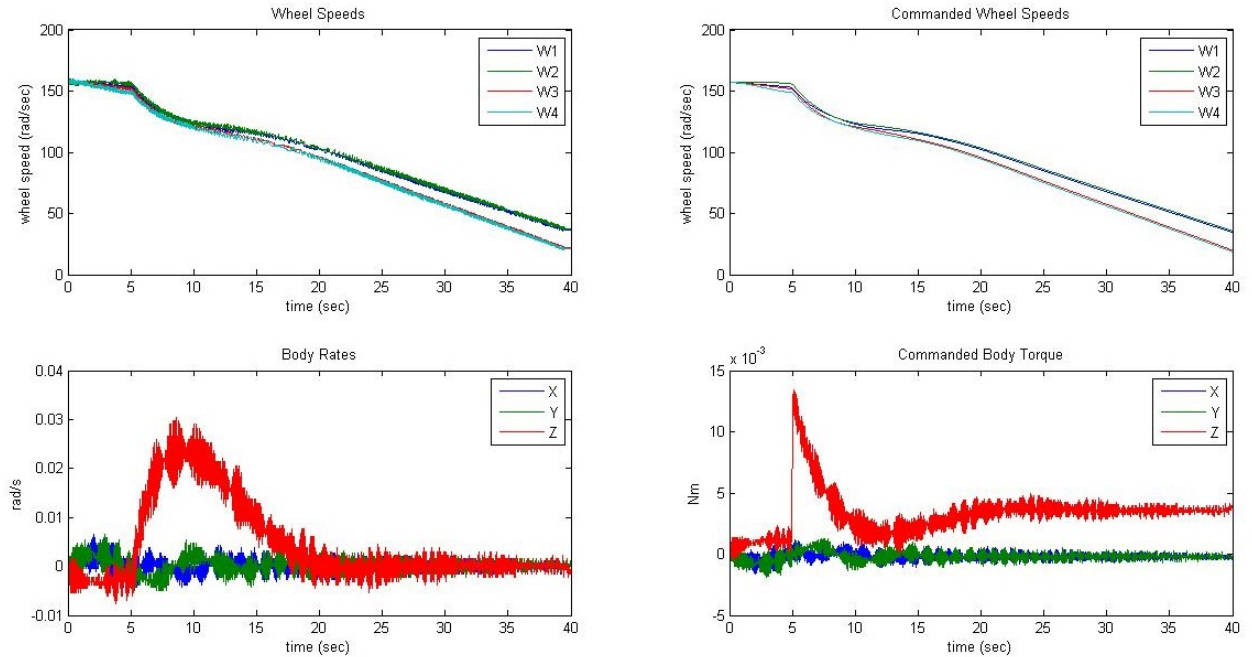 Wheel Speeds
200
150
100
50
0
wheel speed (rad/sec)
W1
W2
W3
W4
0 5 10 15 20 25 30 35 40
time (sec)
Commanded Wheel Speeds
200
150
100
50
0
wheel speed (rad/sec)
W1
W2
W3
W4
0 5 10 15 20 25 30 35 40
time (sec)
Body Rates
0.04
0.03
0.02
0.01
0
-0.01
rad/s
X
Y
Z
0 5 10 15 20 25 30 35 40
time (sec)
Commanded Body Torque
x 10-3
15
10
5
0
-5
Nm
X
Y
Z
0 5 10 15 20 25 30 35 40
time (sec)